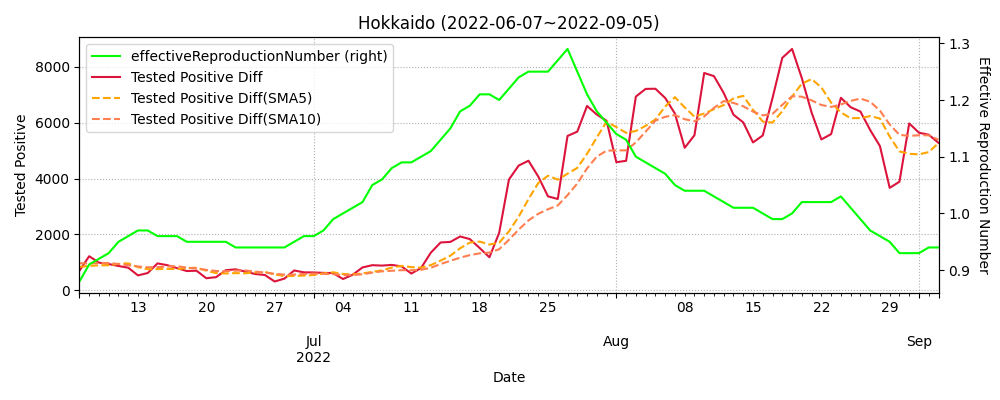 Hokkaido (2022-06-07~2022-09-05)
effectiveReproductionNumber (right)
Tested Positive Diff
Tested Positive Diff(SMA5)
Tested Positive Diff(SMA10)
Tested Positive
8000
6000
4000
2000
0
1.3
1.2
1.1
1.0
0.9
Effective Reproduction Number
13 20 27 04 11 18 25 08 15 22 29
Jul Aug Sep
2022
Date